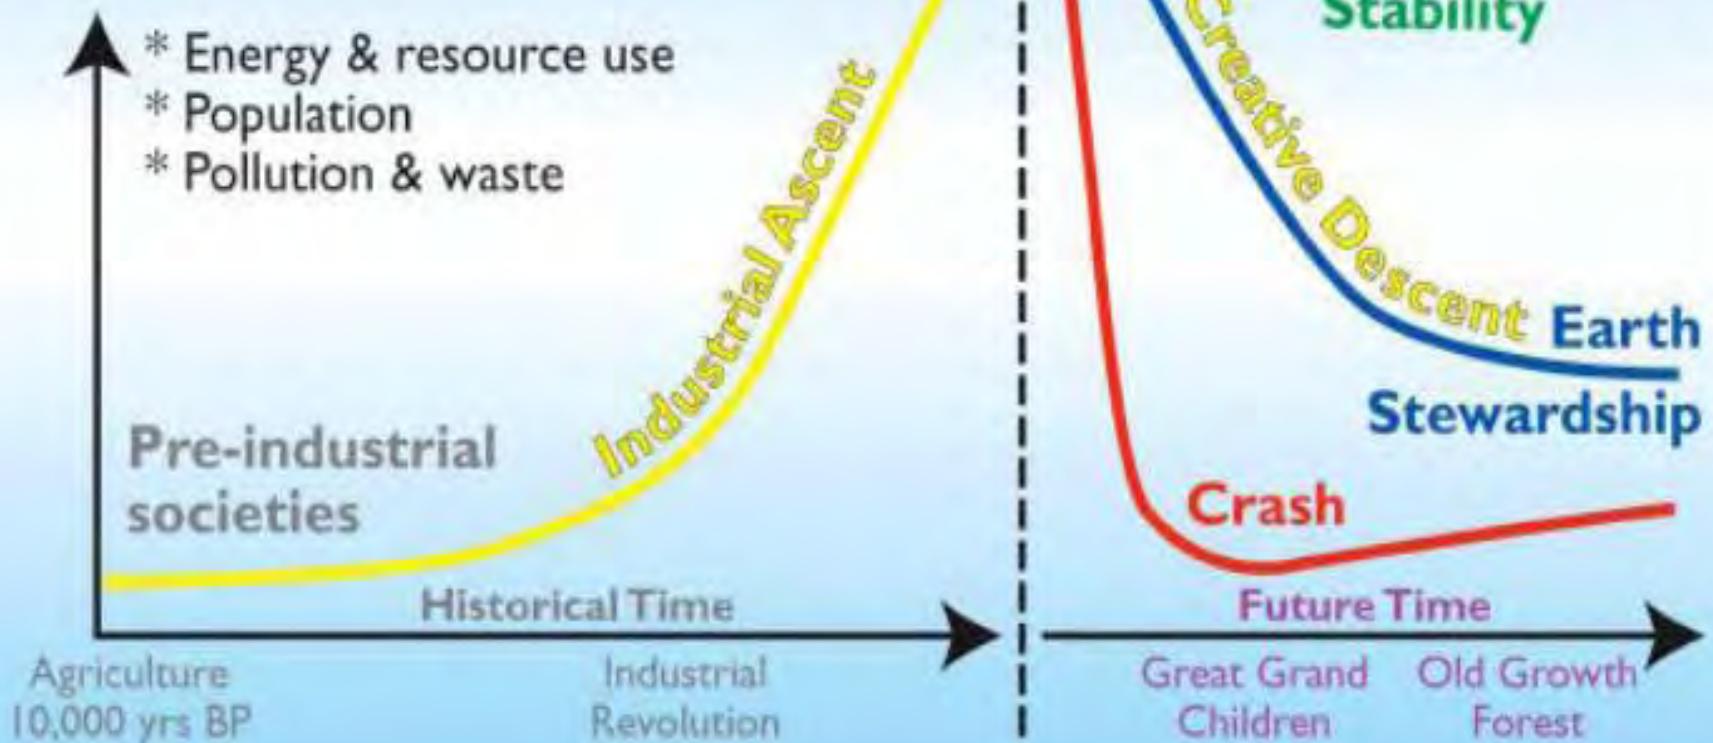 Stability
* Energy & resource use
* Population
* Pollution & waste
Industrial Ascent
Creative Descent
Earth
Stewardship
Pre-industrial
societies
Crash
Historical Time
Future Time
Agriculture
10,000 yrs BP
Industrial
Revolution
Great Grand
Children
Old Growth
Forest